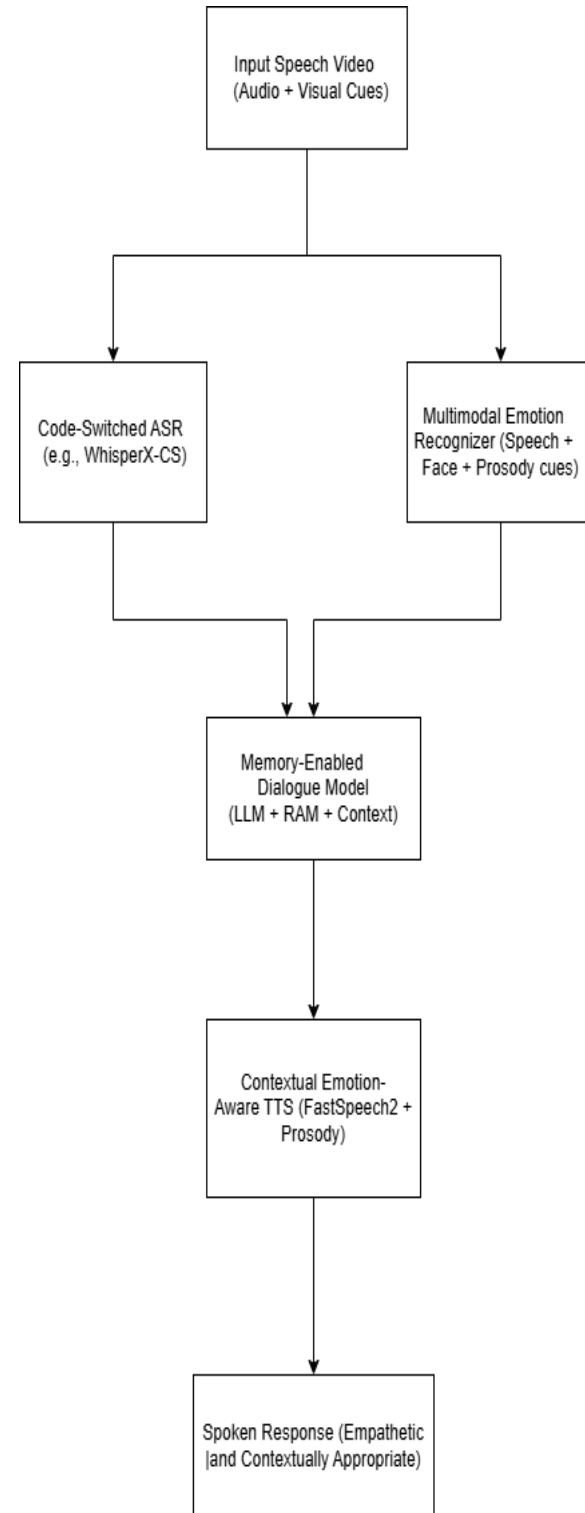 Input Speech Video
(Audio + Visual Cues)
Code-Switched ASR
(e.g., WhisperX-CS)
Multimodal Emotion
Recognizer (Speech +
Face + Prosody cues)
Memory-Enabled
Dialogue Model
(LLM + RAM + Context)
Contextual Emotion-
Aware TTS (FastSpeech2 +
Prosody)
Spoken Response (Empathetic
|and Contextually Appropriate)